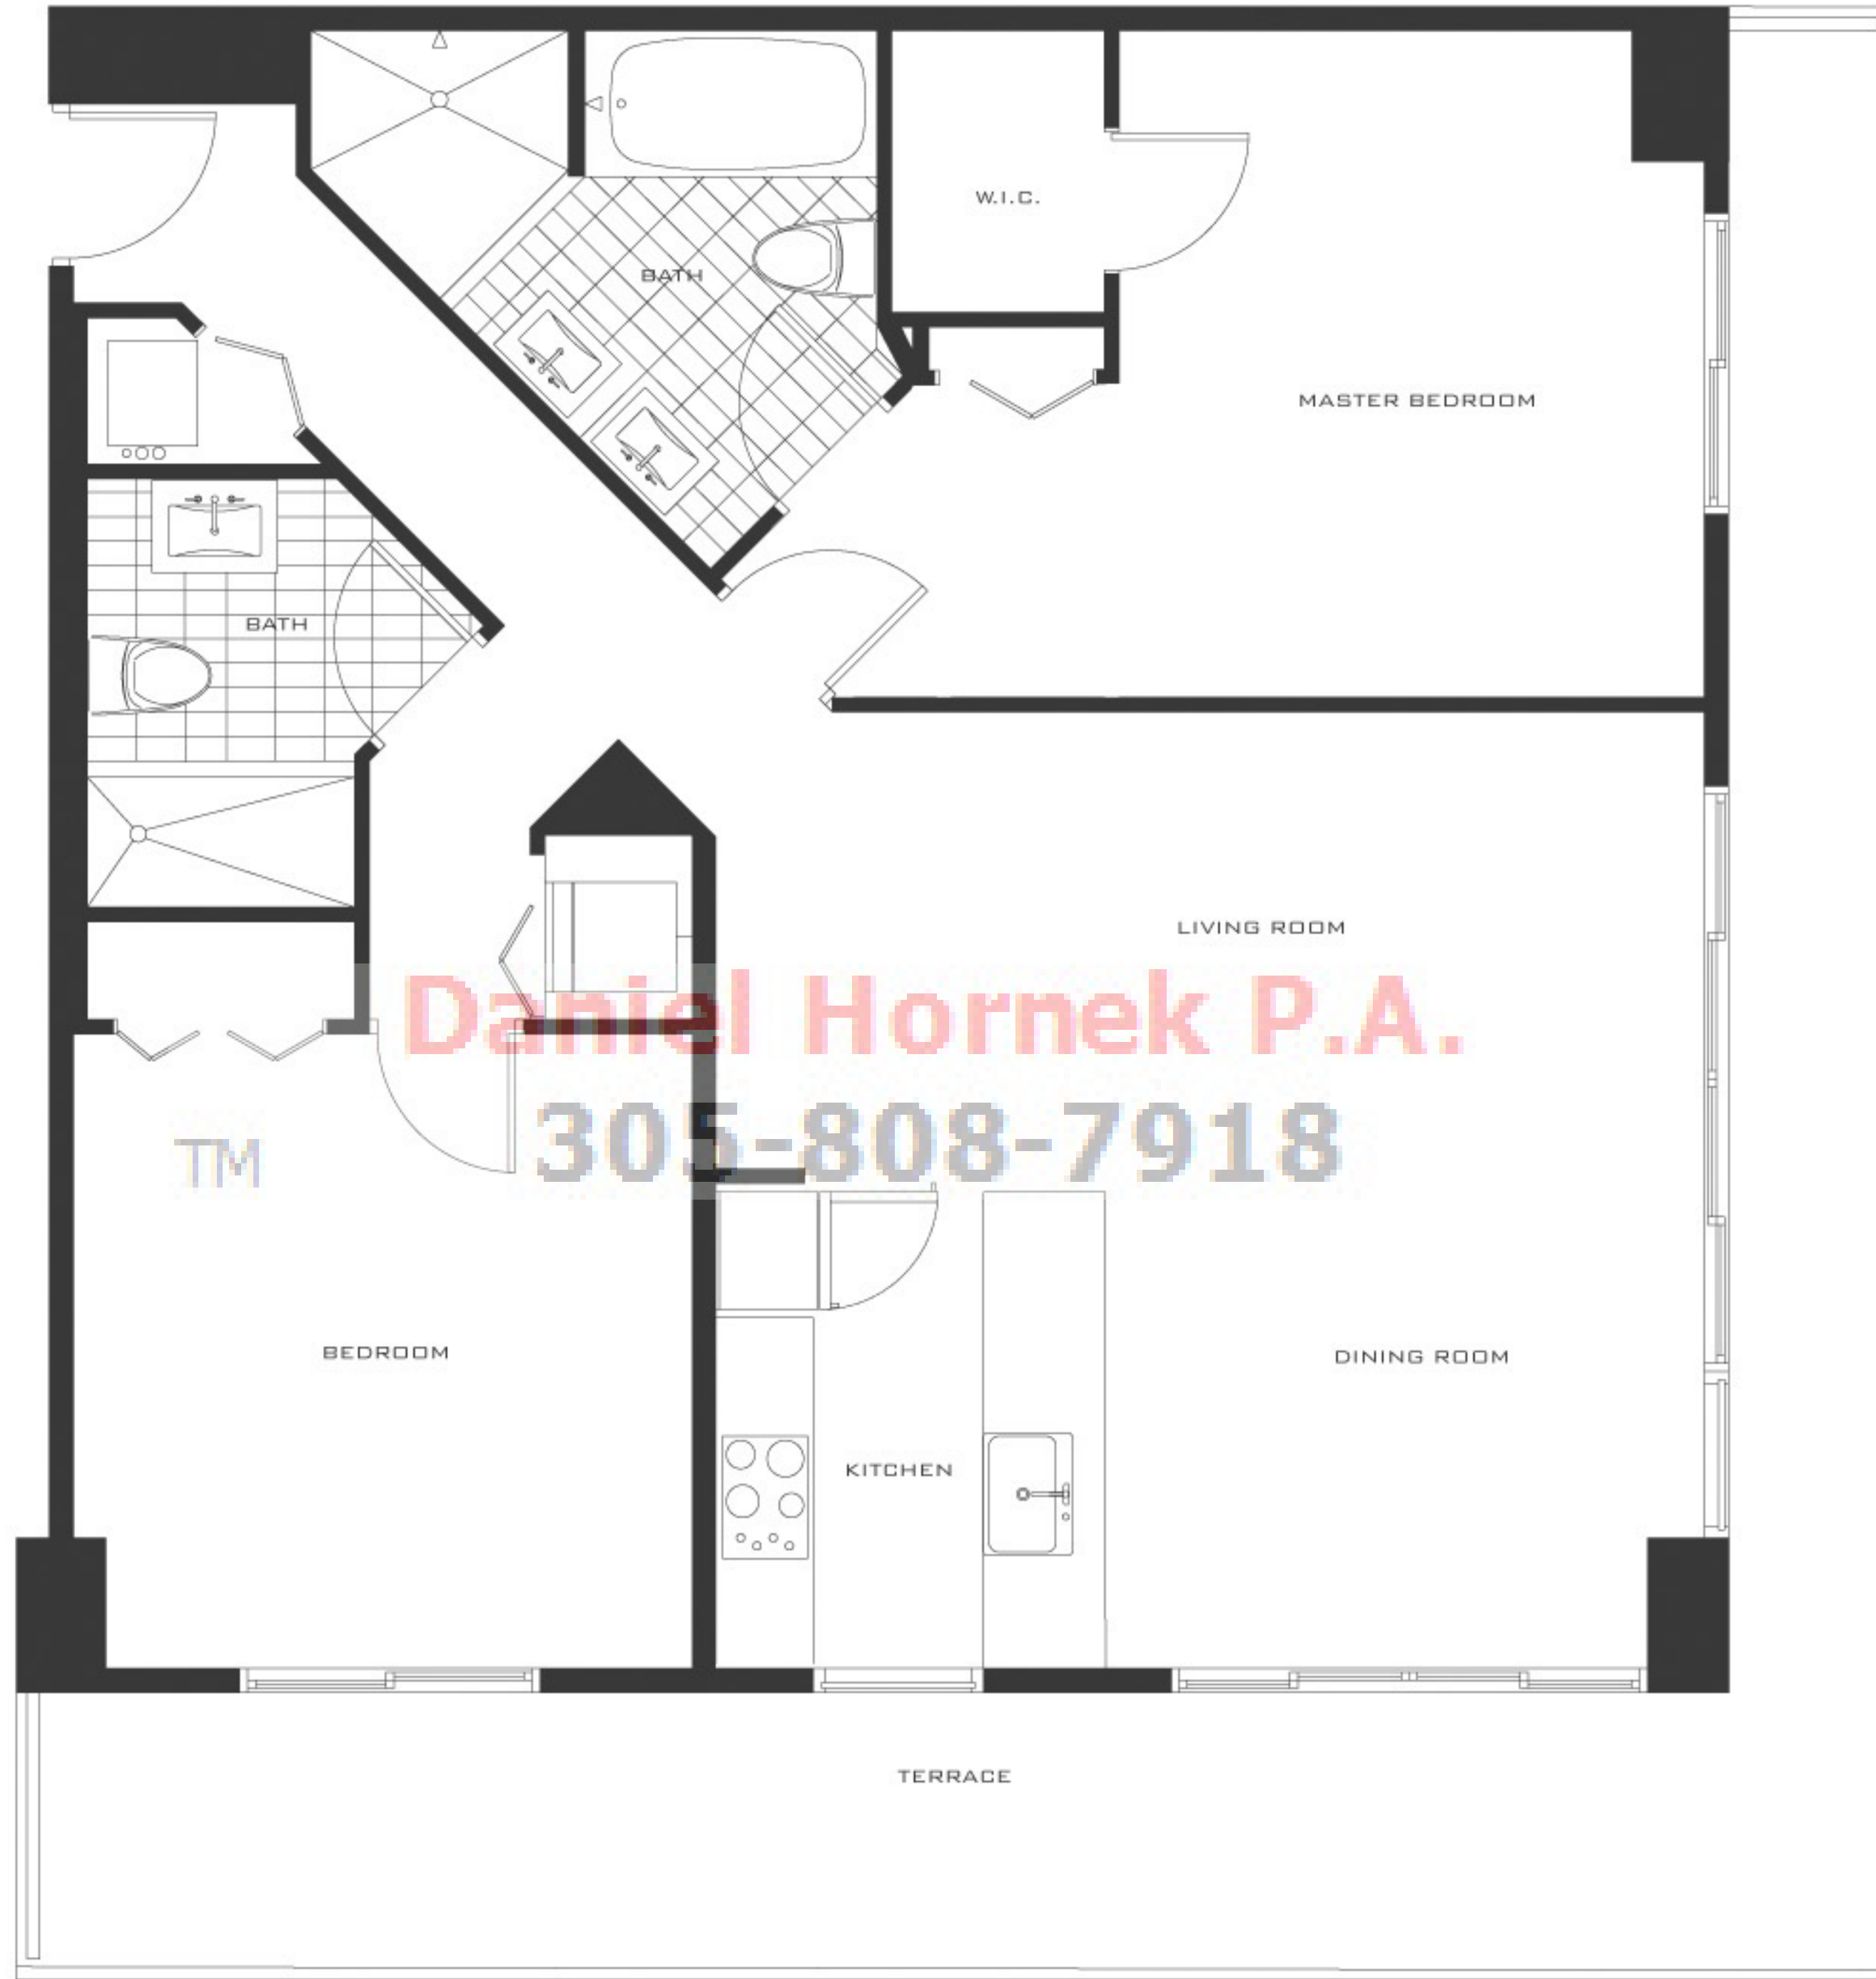 W.I.C.
BATH
MASTER BEDROOM
BATH
LIVING ROOM
Daniel Hornek P.A.
305-808-7918
TM
BEDROOM
DINING ROOM
KITCHEN
TERRACE